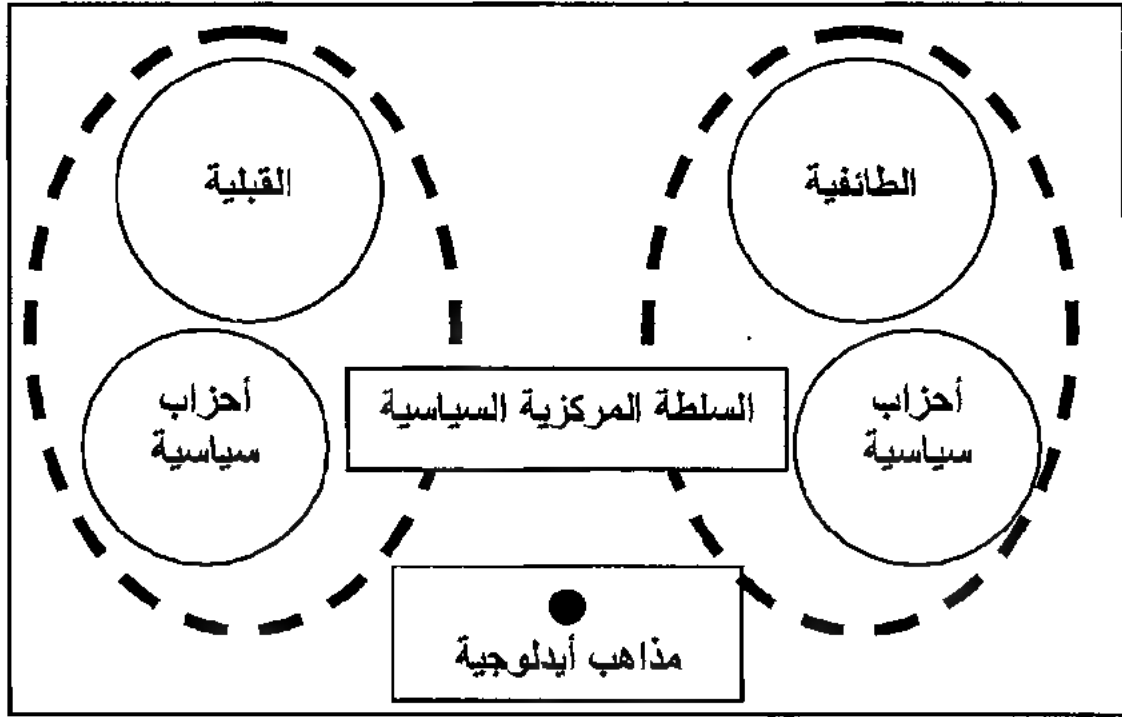 الطائفية
القبلية
أحزاب
سياسية
السلطة المركزية السياسية
أحزاب
سياسية
مذاهب أيدلوجية